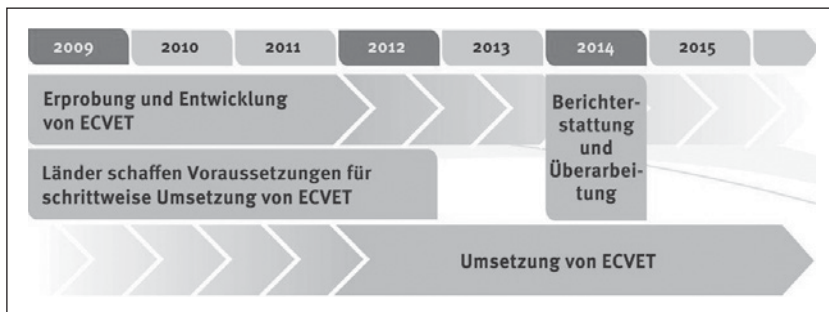 2009 2010 2011 2012 2013 2014 2015
Erprobung und Entwicklung
von ECVET
Berichter-
stattung
und
Überarbei-
tung
Länder schaffen Voraussetzungen für
schrittweise Umsetzung von ECVET
Umsetzung von ECVET